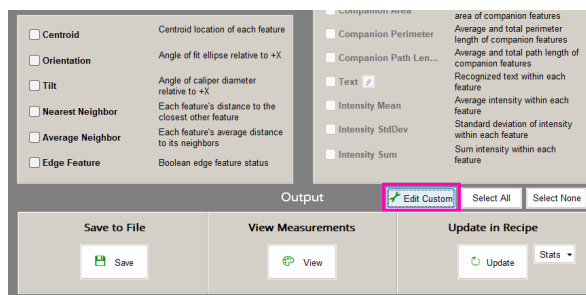 Companion Area
area of companion features
Centroid
Centroid location of each feature
Companion Perimeter
Average and total perimeter
length of companion features
Orientation
Angle of fit ellipse relative to +X
Companion Path Len...
Average and total path length of
companion features
Tilt
Angle of caliper diameter
relative to +X
Text
Recognized text within each
feature
Nearest Neighbor
Each feature's distance to the
closest other feature
Intensity Mean
Average intensity within each
feature
Average Neighbor
Each feature's average distance
to its neighbors
Intensity StdDev
Standard deviation of intensity
within each feature
Edge Feature
Boolean edge feature status
Intensity Sum
Sum intensity within each
feature
Output
Edit Custom
Select All
Select None
Save to File
View Measurements
Update in Recipe
Save
View
Update
Stats